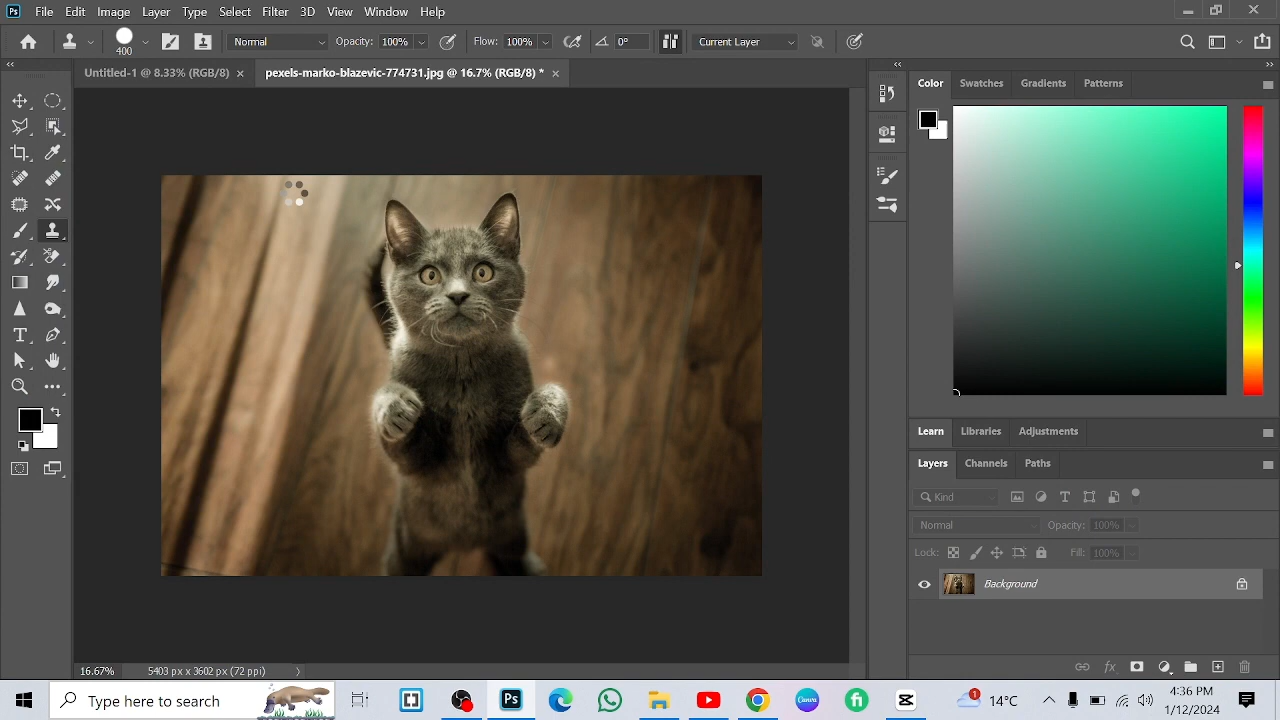 Ps File Edit Image Layer Type Select Filter 3D View Window Help
400 Normal Opacity: 100% Flow: 100% 0° Current Layer
Untitled-1 @ 8.33% (RGB/8) × pexels-marko-blazevic-774731.jpg @ 16.7% (RGB/8) * ×
Color Swatches Gradients Patterns
Learn Libraries Adjustments
Layers Channels Paths
Kind
Normal Opacity: 100%
Lock: Fill: 100%
Background
16.67% 5403 px x 3602 px (72 ppi)
Type here to search
Ps
1
14°C
4:36 PM
1/12/2024